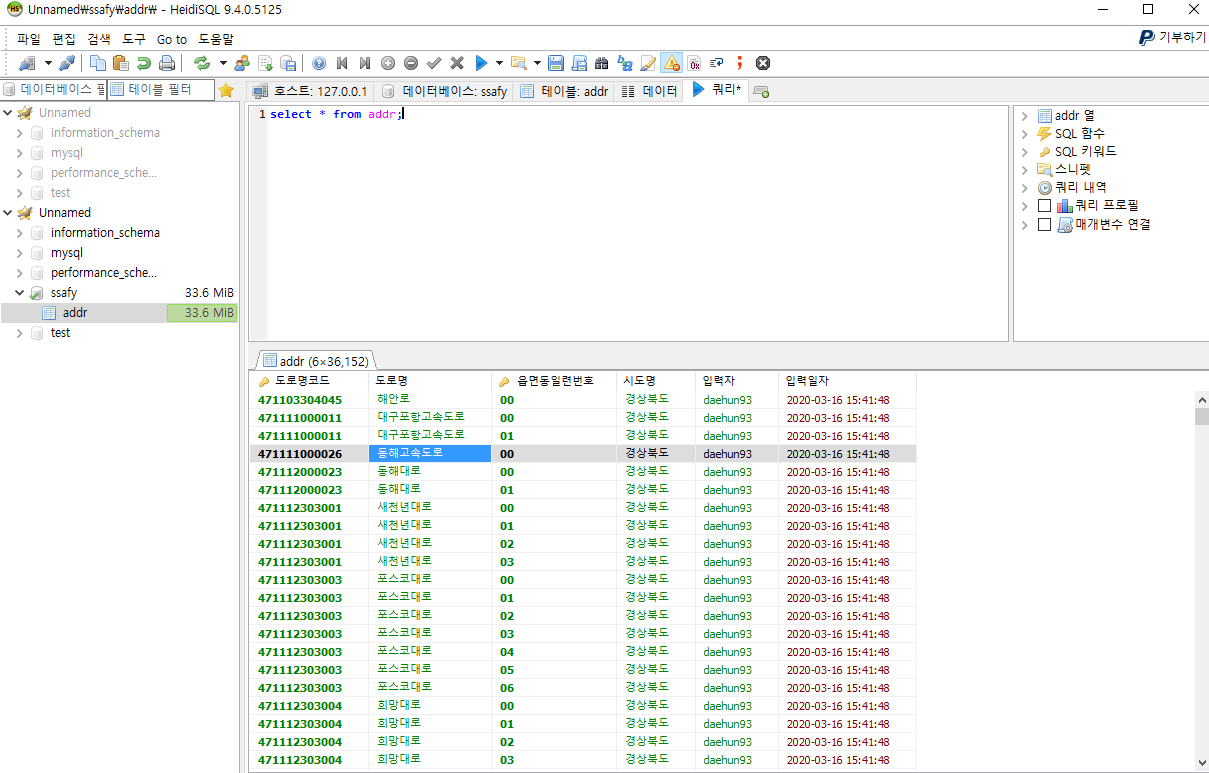 Unnamed₩ssafy₩addr₩ - HeidiSQL 9.4.0.5125
파일 편집 검색 도구 Go to 도움말
기부하기
데이터베이스 필 테이블 필터
호스트: 127.0.0.1 데이터베이스: ssafy 테이블: addr 데이터 쿼리*
Unnamed
information_schema
mysql
performance_sche...
test
Unnamed
information_schema
mysql
performance_sche...
ssafy 33.6 MiB
addr 33.6 MiB
test
1 select * from addr;
addr 열
SQL 함수
SQL 키워드
스니펫
쿼리 내역
쿼리 프로필
매개변수 연결
addr (6×36,152)
도로명코드 도로명 읍면동일련번호 시도명 입력자 입력일자
471103304045 해안로 00 경상북도 daehun93 2020-03-16 15:41:48
471111000011 대구포항고속도로 00 경상북도 daehun93 2020-03-16 15:41:48
471111000011 대구포항고속도로 01 경상북도 daehun93 2020-03-16 15:41:48
471111000026 동해고속도로 00 경상북도 daehun93 2020-03-16 15:41:48
471112000023 동해대로 00 경상북도 daehun93 2020-03-16 15:41:48
471112000023 동해대로 01 경상북도 daehun93 2020-03-16 15:41:48
471112303001 새천년대로 00 경상북도 daehun93 2020-03-16 15:41:48
471112303001 새천년대로 01 경상북도 daehun93 2020-03-16 15:41:48
471112303001 새천년대로 02 경상북도 daehun93 2020-03-16 15:41:48
471112303001 새천년대로 03 경상북도 daehun93 2020-03-16 15:41:48
471112303003 포스코대로 00 경상북도 daehun93 2020-03-16 15:41:48
471112303003 포스코대로 01 경상북도 daehun93 2020-03-16 15:41:48
471112303003 포스코대로 02 경상북도 daehun93 2020-03-16 15:41:48
471112303003 포스코대로 03 경상북도 daehun93 2020-03-16 15:41:48
471112303003 포스코대로 04 경상북도 daehun93 2020-03-16 15:41:48
471112303003 포스코대로 05 경상북도 daehun93 2020-03-16 15:41:48
471112303003 포스코대로 06 경상북도 daehun93 2020-03-16 15:41:48
471112303004 희망대로 00 경상북도 daehun93 2020-03-16 15:41:48
471112303004 희망대로 01 경상북도 daehun93 2020-03-16 15:41:48
471112303004 희망대로 02 경상북도 daehun93 2020-03-16 15:41:48
471112303004 희망대로 03 경상북도 daehun93 2020-03-16 15:41:48